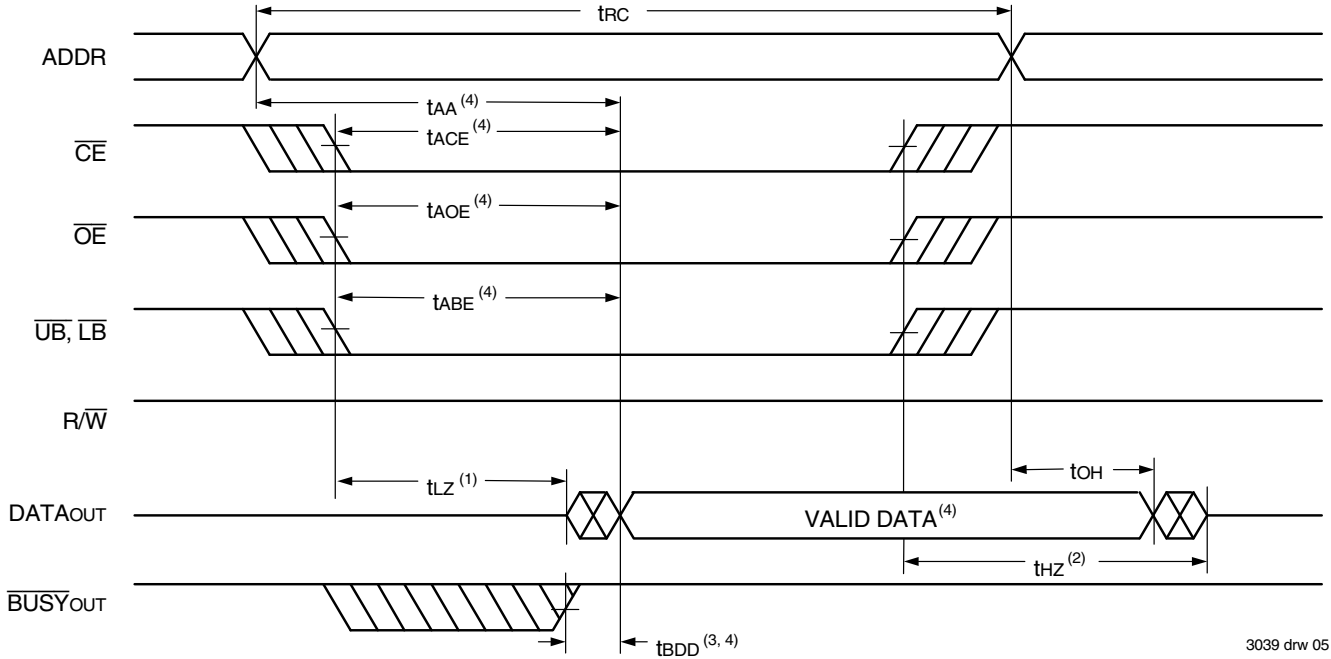 tRC
ADDR
tAA (4)
tACE (4)
CE
tAOE (4)
OE
tABE (4)
UB, LB
R/W
tLZ (1)
tOH
DATAOUT
VALID DATA(4)
tHZ (2)
BUSYOUT
tBDD (3, 4)
3039 drw 05